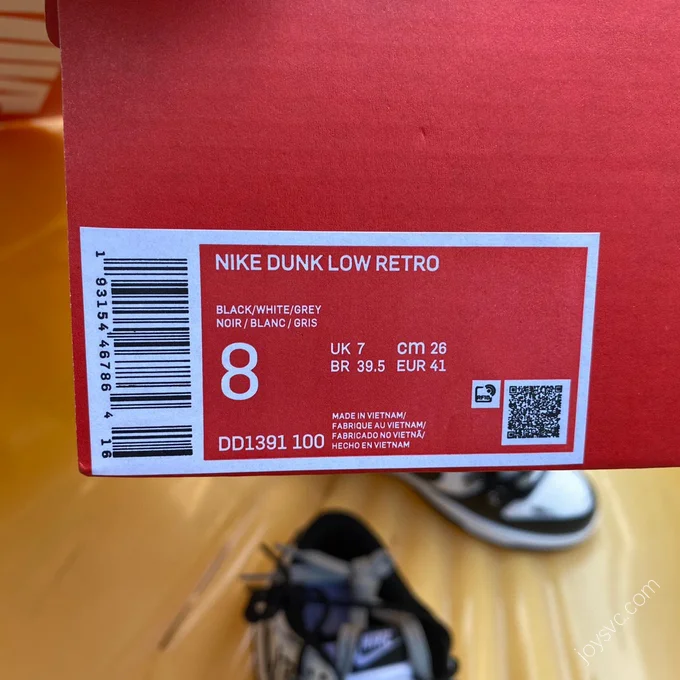 NIKE DUNK LOW RETRO
BLACK/WHITE/GREY
NOIR / BLANC / GRIS
8
UK 7 cm 26
BR 39.5 EUR 41
DD1391 100
MADE IN VIETNAM/
FABRIQUE AU VIETNAM/
FABRICADO NO VIETNÃ/
HECHO EN VIETNAM
RFID
1 93154 46786 4 16
joysvc.com